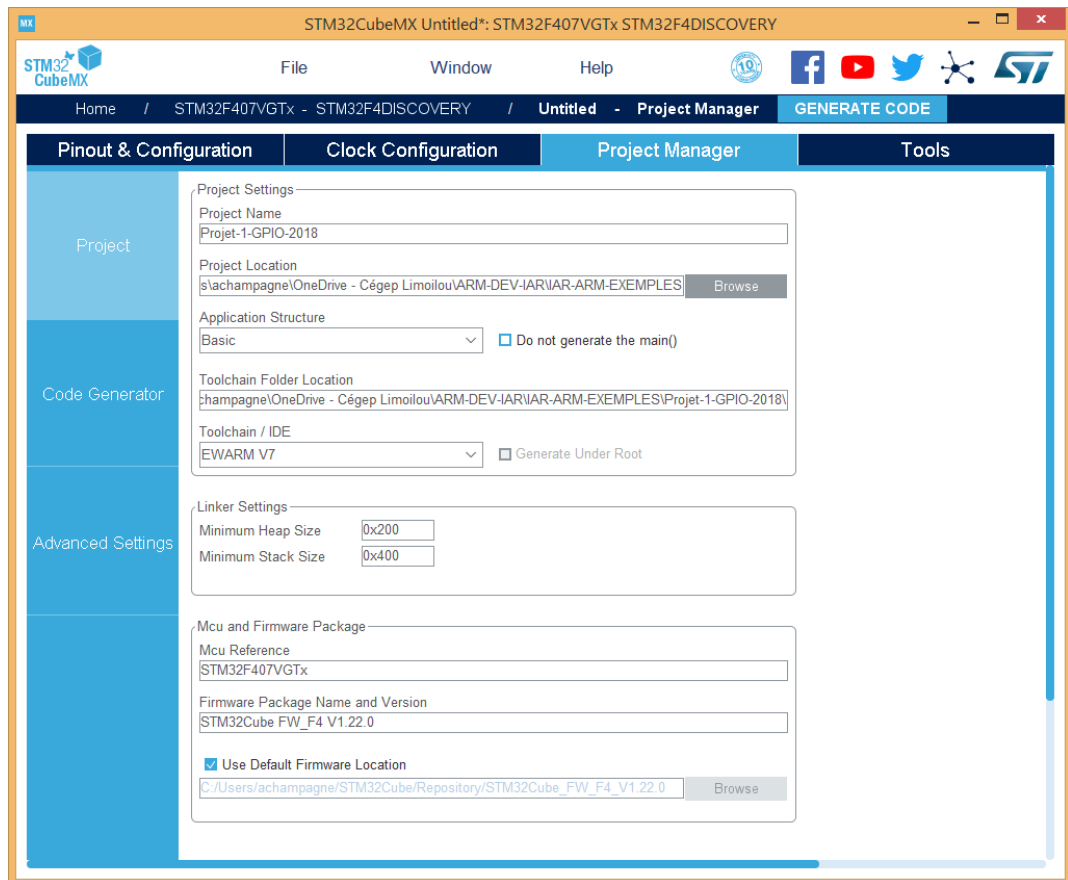 MX STM32CubeMX Untitled*: STM32F407VGTx STM32F4DISCOVERY
STM32
CubeMX
File Window Help 10
Home / STM32F407VGTx - STM32F4DISCOVERY / Untitled - Project Manager GENERATE CODE
Pinout & Configuration Clock Configuration Project Manager Tools
Project
Code Generator
Advanced Settings
Project Settings
Project Name
Projet-1-GPIO-2018
Project Location
s\achampagne\OneDrive - Cégep Limoilou\ARM-DEV-IAR\IAR-ARM-EXEMPLES Browse
Application Structure
Basic Do not generate the main()
Toolchain Folder Location
champagne\OneDrive - Cégep Limoilou\ARM-DEV-IAR\IAR-ARM-EXEMPLES\Projet-1-GPIO-2018\
Toolchain / IDE
EWARM V7 Generate Under Root
Linker Settings
Minimum Heap Size 0x200
Minimum Stack Size 0x400
Mcu and Firmware Package
Mcu Reference
STM32F407VGTx
Firmware Package Name and Version
STM32Cube FW_F4 V1.22.0
Use Default Firmware Location
C:/Users/achampagne/STM32Cube/Repository/STM32Cube_FW_F4_V1.22.0 Browse